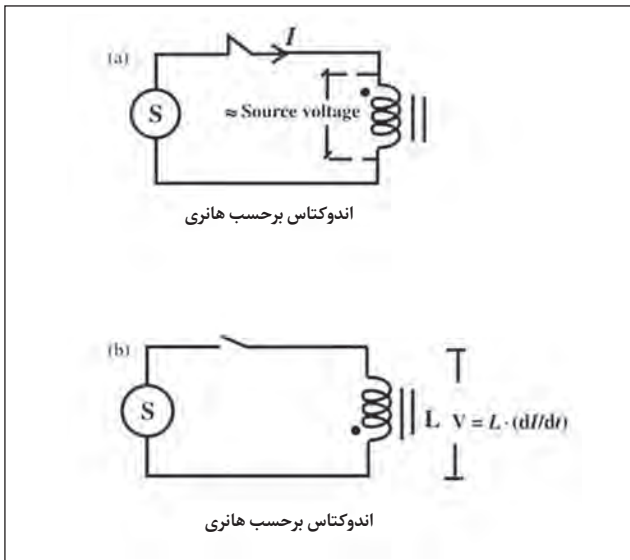 (a)
I
S
≈ Source voltage
اندوکتاس برحسب هانری
(b)
S
L V = L · (dI/dt)
اندوکتاس برحسب هانری